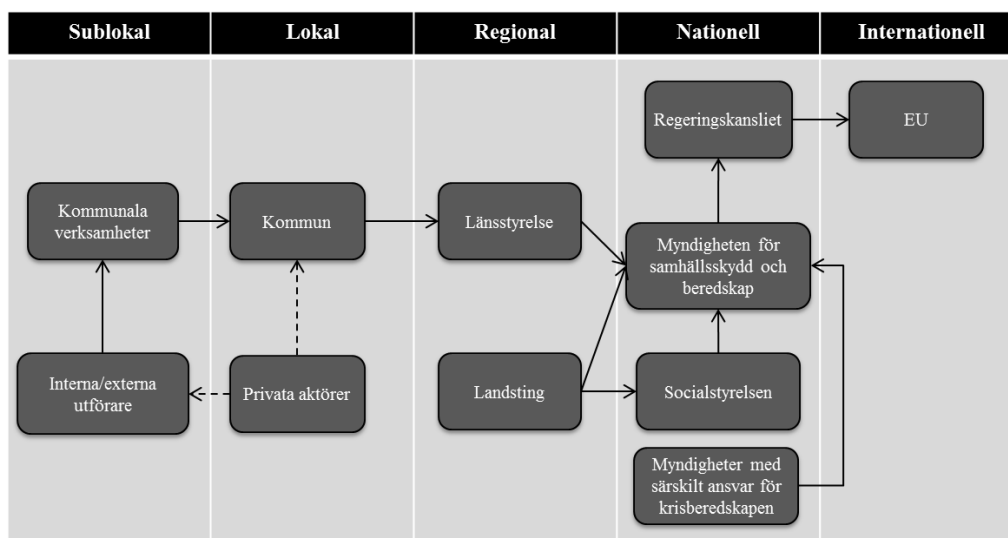 Sublokal
Lokal
Regional
Nationell
Internationell
Regeringskansliet
EU
Kommunala
verksamheter
Kommun
Länsstyrelse
Myndigheten för
samhällsskydd och
beredskap
Interna/externa
utförare
Privata aktörer
Landsting
Socialstyrelsen
Myndigheter med
särskilt ansvar för
krisberedskapen